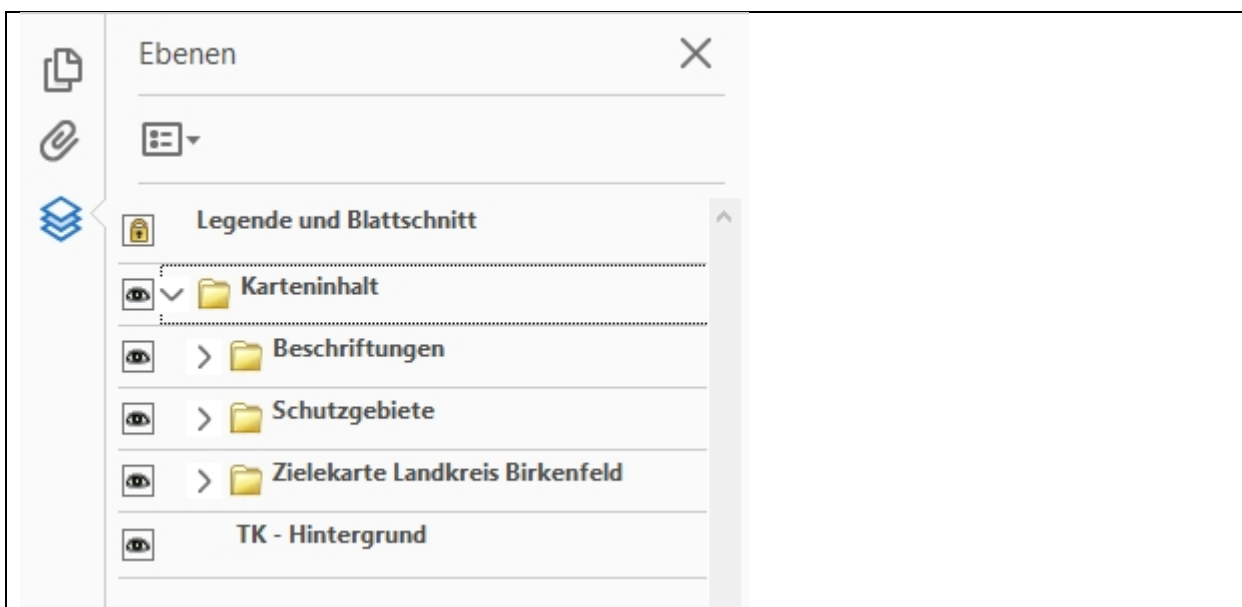 Ebenen
Legende und Blattschnitt
Karteninhalt
Beschriftungen
Schutzgebiete
Zielekarte Landkreis Birkenfeld
TK - Hintergrund